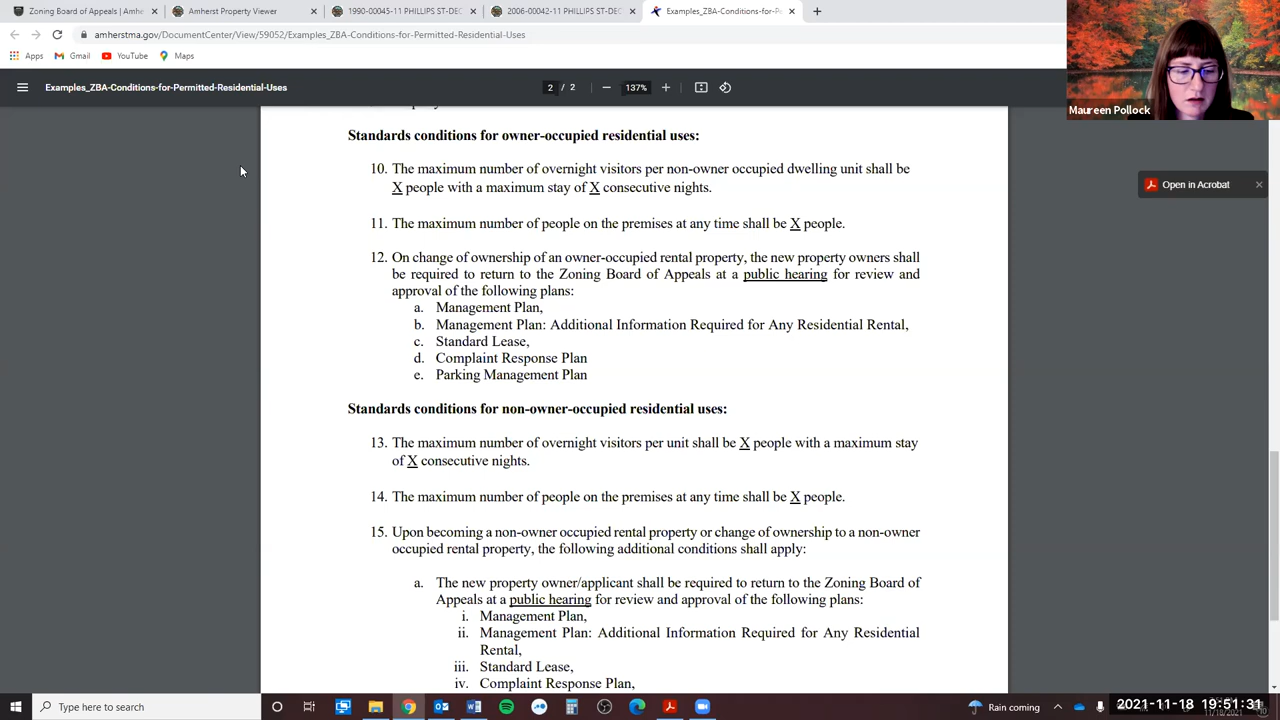 Zoning Board of Appeals | Amhe
Amherst Property Viewer
1990-00045-11 PHILLIPS ST-DEC
2006-00042-11 PHILLIPS ST-DEC
Examples_ZBA-Conditions-for-P
amherstma.gov/DocumentCenter/View/59052/Examples_ZBA-Conditions-for-Permitted-Residential-Uses
Apps
Gmail
YouTube
Maps
Maureen Pollock
Examples_ZBA-Conditions-for-Permitted-Residential-Uses
2 / 2
137%
Open in Acrobat
Standards conditions for owner-occupied residential uses:
10. The maximum number of overnight visitors per non-owner occupied dwelling unit shall be
X people with a maximum stay of X consecutive nights.
11. The maximum number of people on the premises at any time shall be X people.
12. On change of ownership of an owner-occupied rental property, the new property owners shall
be required to return to the Zoning Board of Appeals at a public hearing for review and
approval of the following plans:
a. Management Plan,
b. Management Plan: Additional Information Required for Any Residential Rental,
c. Standard Lease,
d. Complaint Response Plan
e. Parking Management Plan
Standards conditions for non-owner-occupied residential uses:
13. The maximum number of overnight visitors per unit shall be X people with a maximum stay
of X consecutive nights.
14. The maximum number of people on the premises at any time shall be X people.
15. Upon becoming a non-owner occupied rental property or change of ownership to a non-owner
occupied rental property, the following additional conditions shall apply:
a. The new property owner/applicant shall be required to return to the Zoning Board of
Appeals at a public hearing for review and approval of the following plans:
i. Management Plan,
ii. Management Plan: Additional Information Required for Any Residential
Rental,
iii. Standard Lease,
iv. Complaint Response Plan,
Type here to search
Rain coming
2021-11-18 19:51:31